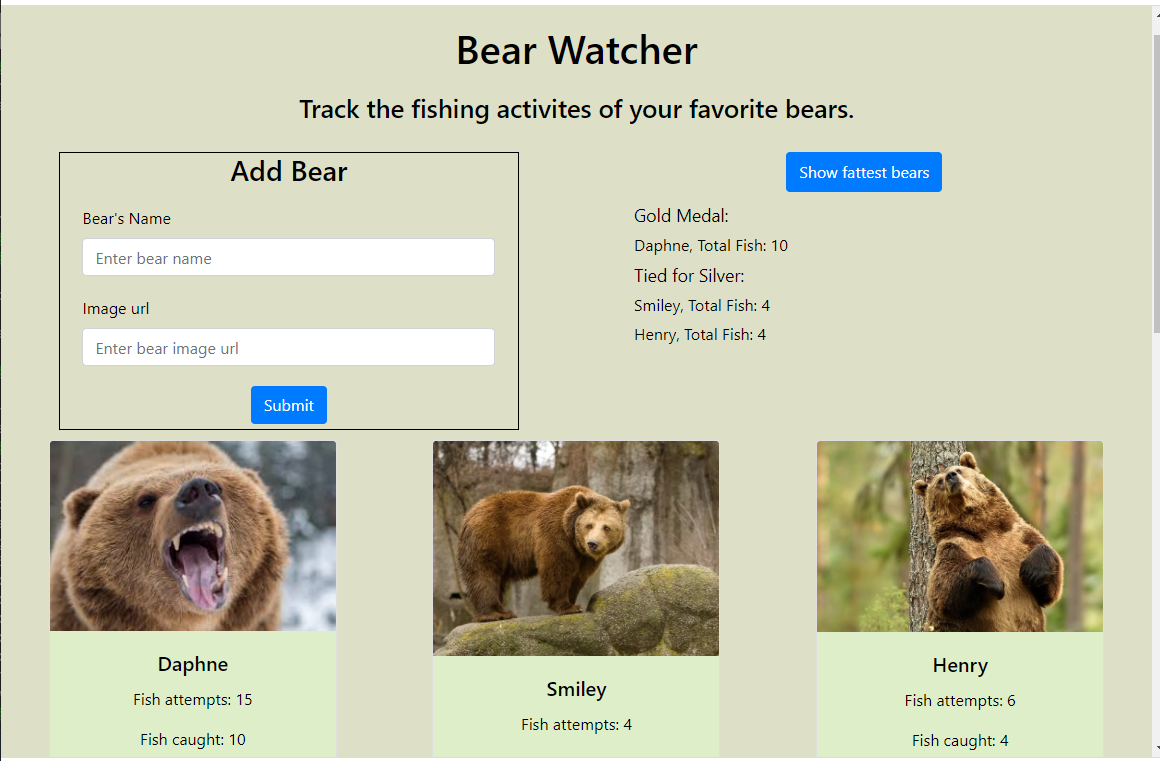 Bear Watcher
Track the fishing activites of your favorite bears.
Add Bear
Bear's Name
Enter bear name
Image url
Enter bear image url
Submit
Show fattest bears
Gold Medal:
Daphne, Total Fish: 10
Tied for Silver:
Smiley, Total Fish: 4
Henry, Total Fish: 4
Daphne
Fish attempts: 15
Fish caught: 10
Smiley
Fish attempts: 4
Henry
Fish attempts: 6
Fish caught: 4